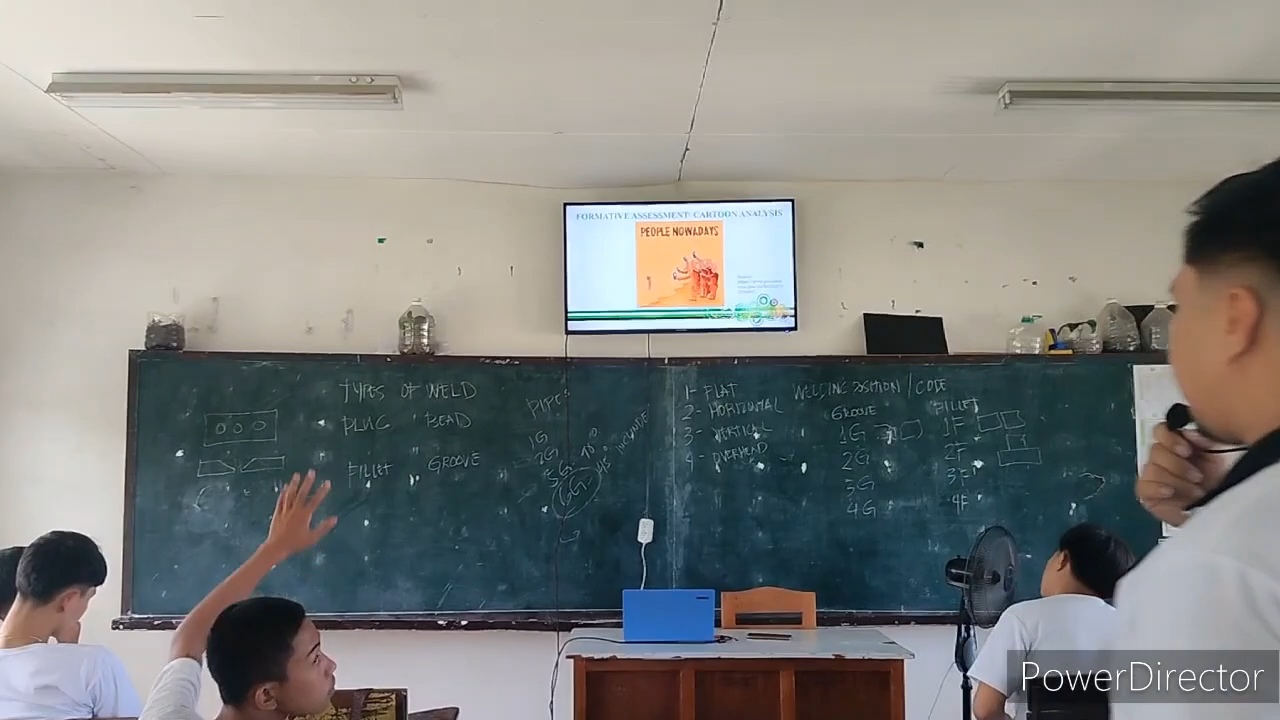 FORMATIVE ASSESSMENT: CARTOON ANALYSIS
PEOPLE NOWADAYS
TYPES OF WELD
PLUG BEAD
FILLET GROOVE
PIPE
1G
2G
5G
6G 45°
1- FLAT
2- HORIZONTAL
3- VERTICAL
4- OVERHEAD
WELDING POSITION / CODE
GROOVE FILLET
1G 1F
2G 2F
3G 3F
4G 4F
PowerDirector